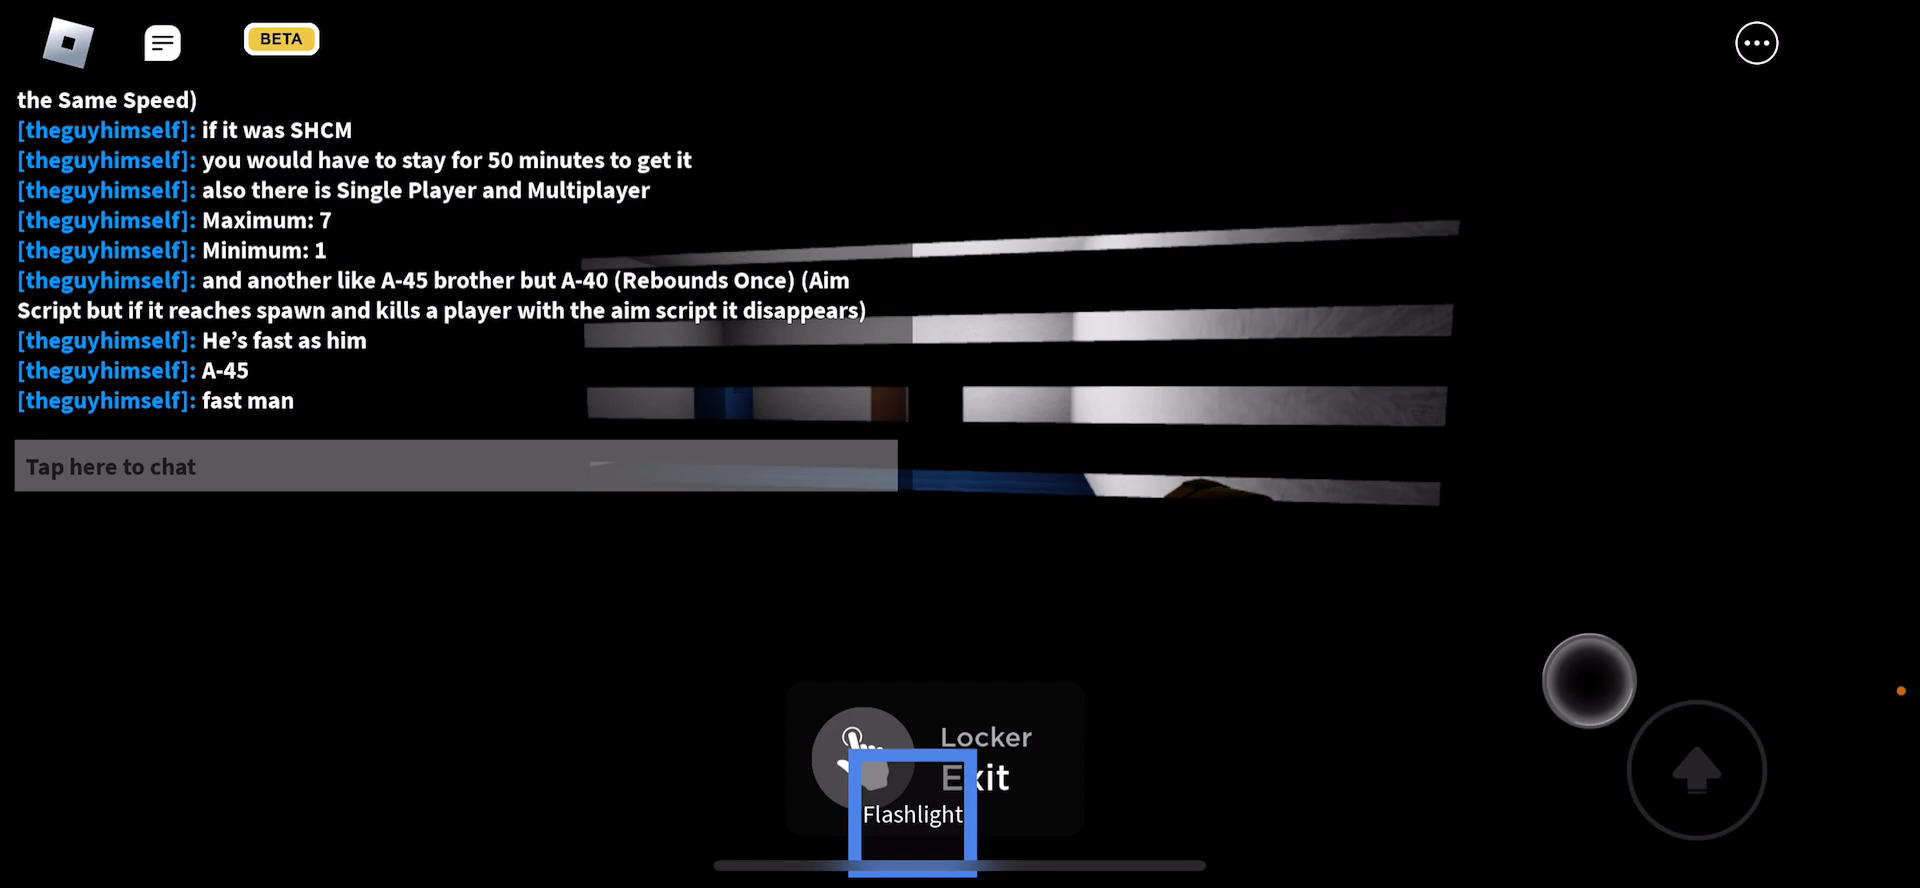 BETA
the Same Speed)
[theguyhimself]: if it was SHCM
[theguyhimself]: you would have to stay for 50 minutes to get it
[theguyhimself]: also there is Single Player and Multiplayer
[theguyhimself]: Maximum: 7
[theguyhimself]: Minimum: 1
[theguyhimself]: and another like A-45 brother but A-40 (Rebounds Once) (Aim
Script but if it reaches spawn and kills a player with the aim script it disappears)
[theguyhimself]: He’s fast as him
[theguyhimself]: A-45
[theguyhimself]: fast man
Tap here to chat
Locker
Exit
Flashlight